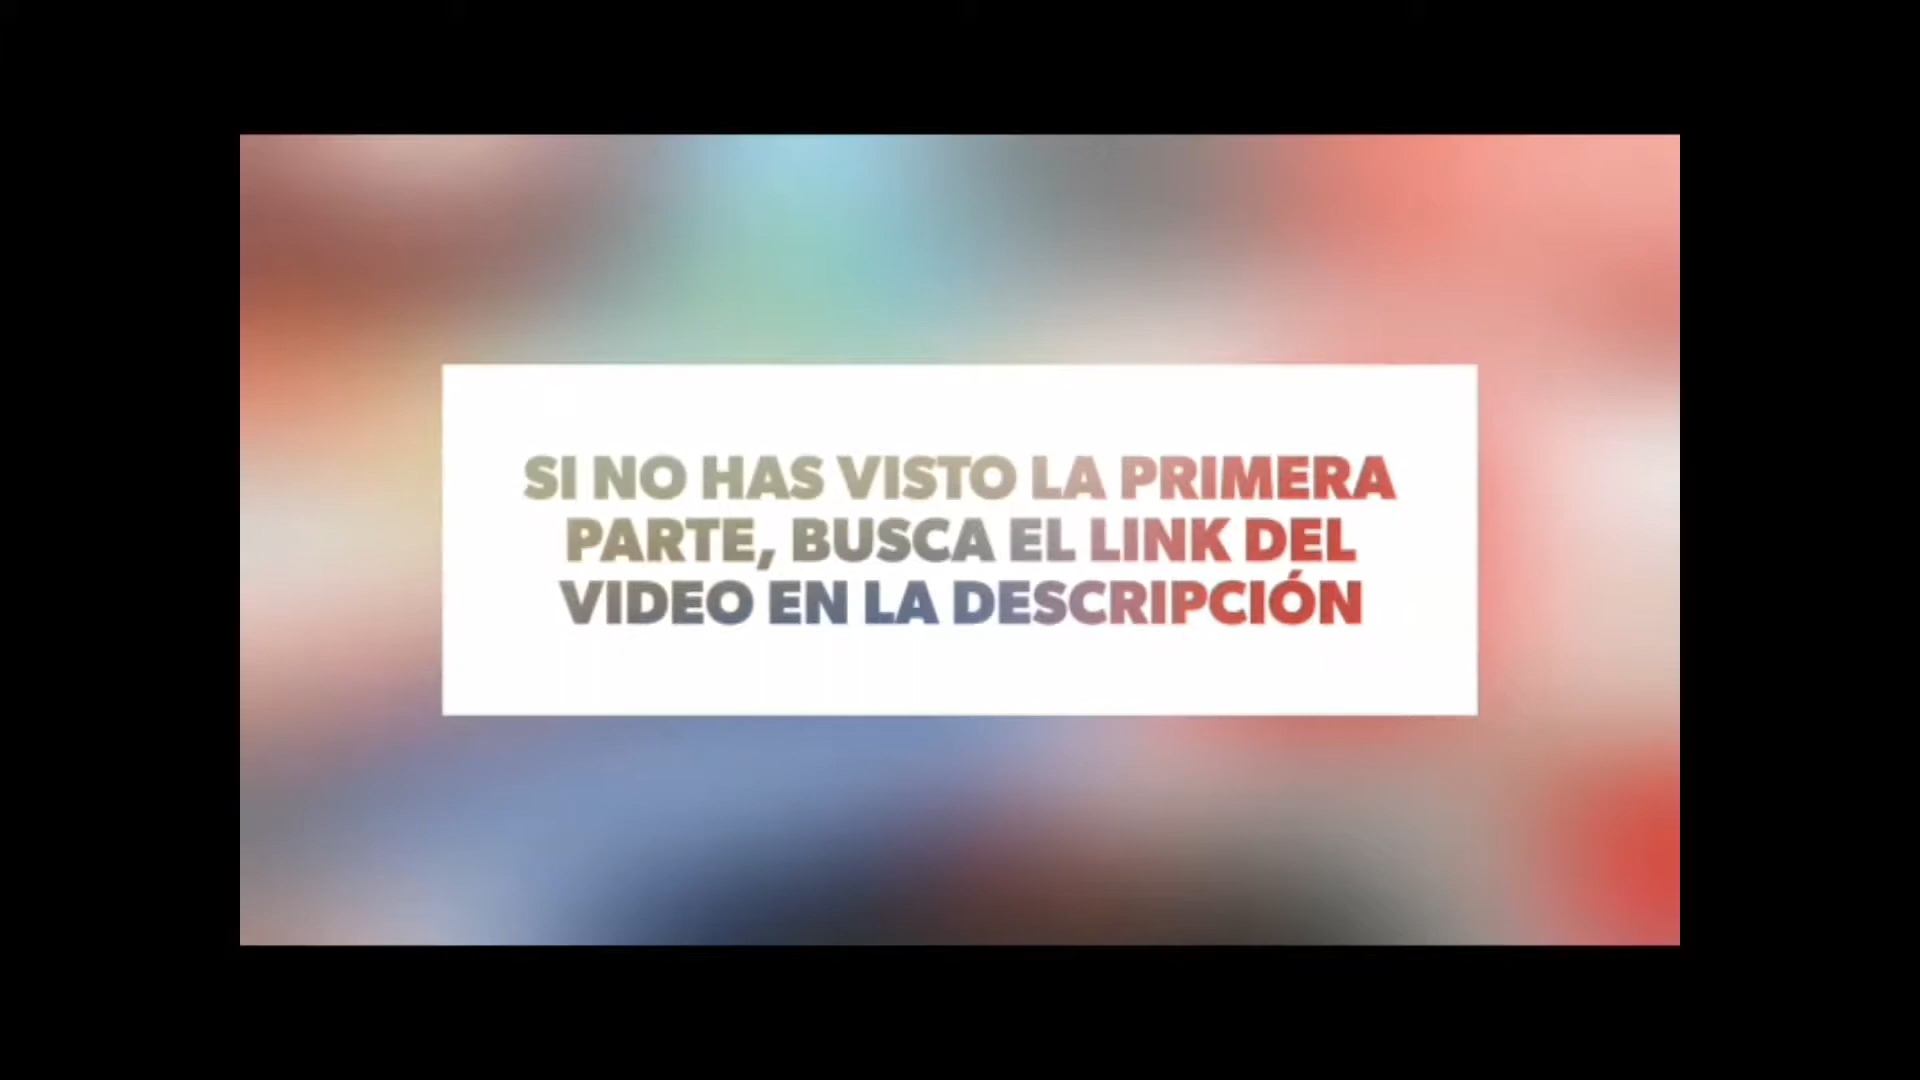 SI NO HAS VISTO LA PRIMERA
PARTE, BUSCA EL LINK DEL
VIDEO EN LA DESCRIPCIÓN